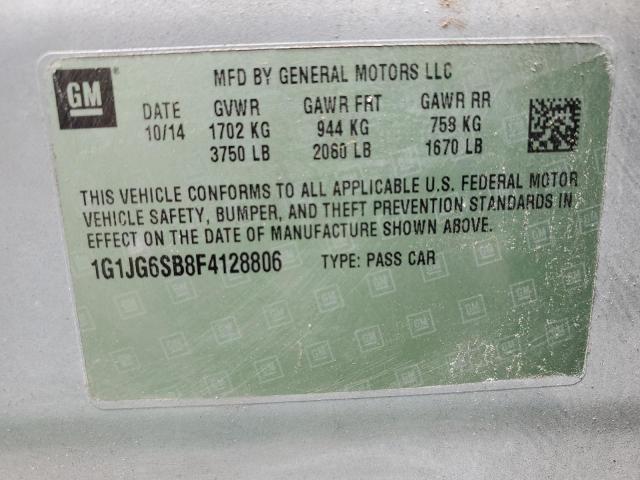 GM
MFD BY GENERAL MOTORS LLC
DATE GVWR GAWR FRT GAWR RR
10/14 1702 KG 944 KG 759 KG
3750 LB 2080 LB 1670 LB
THIS VEHICLE CONFORMS TO ALL APPLICABLE U.S. FEDERAL MOTOR
VEHICLE SAFETY, BUMPER, AND THEFT PREVENTION STANDARDS IN
EFFECT ON THE DATE OF MANUFACTURE SHOWN ABOVE.
1G1JG6SB8F4128806 TYPE: PASS CAR